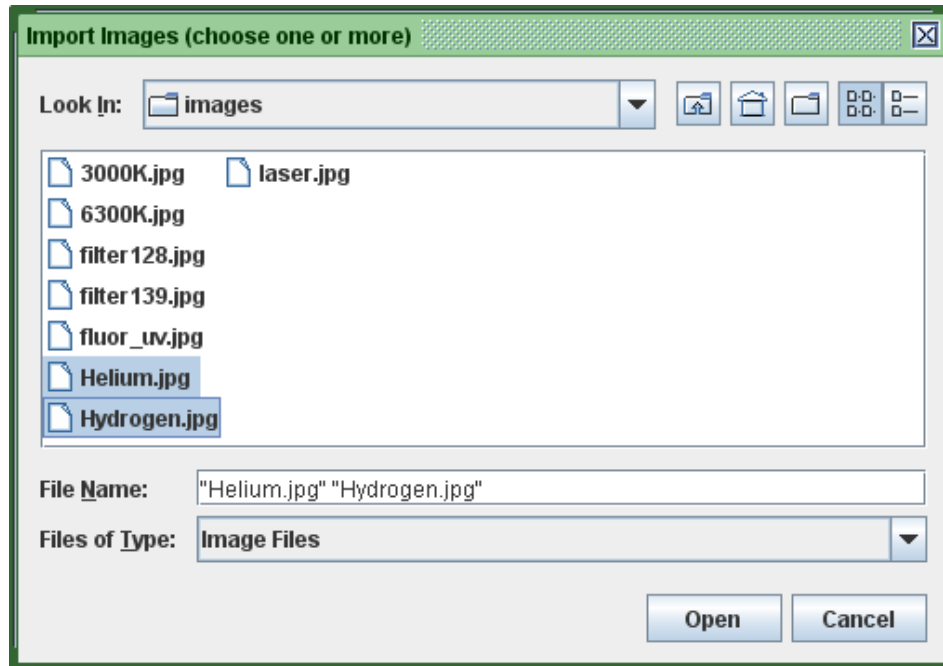 Import Images (choose one or more)
Look In: images
3000K.jpg laser.jpg
6300K.jpg
filter128.jpg
filter139.jpg
fluor_uv.jpg
Helium.jpg
Hydrogen.jpg
File Name: "Helium.jpg" "Hydrogen.jpg"
Files of Type: Image Files
Open Cancel